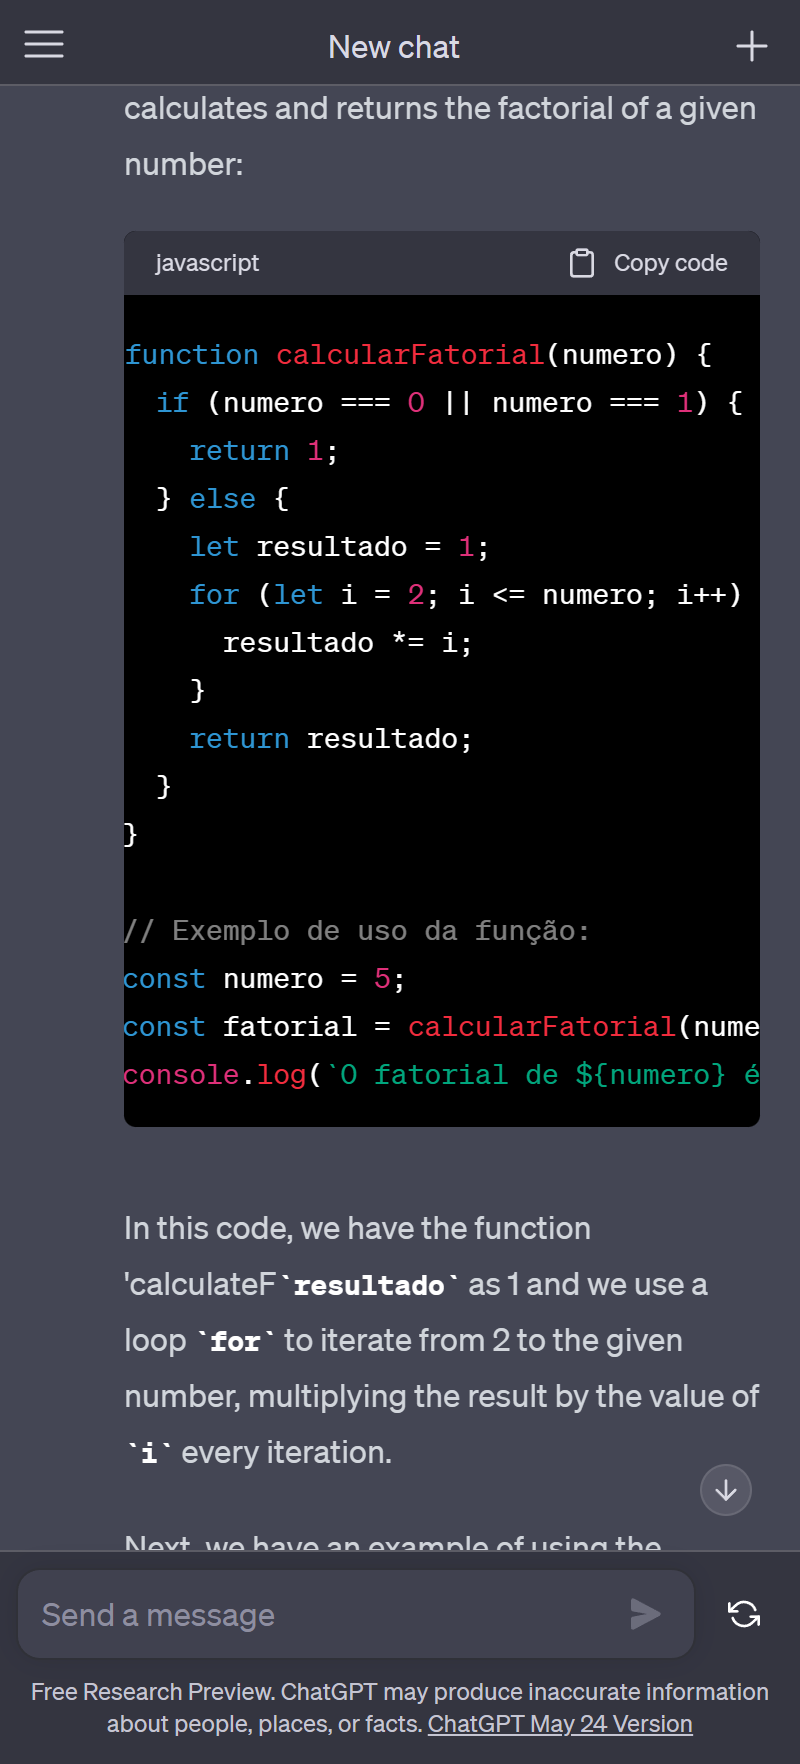 New chat
calculates and returns the factorial of a given
number:
javascript
Copy code
function calcularFatorial(numero) {
  if (numero === 0 || numero === 1) {
    return 1;
  } else {
    let resultado = 1;
    for (let i = 2; i <= numero; i++)
      resultado *= i;
    }
    return resultado;
  }
}
// Exemplo de uso da função:
const numero = 5;
const fatorial = calcularFatorial(nume
console.log(`O fatorial de ${numero} é
In this code, we have the function
'calculateF`resultado` as 1 and we use a
loop `for` to iterate from 2 to the given
number, multiplying the result by the value of
`i` every iteration.
Next, we have an example of using the
Send a message
Free Research Preview. ChatGPT may produce inaccurate information
about people, places, or facts. ChatGPT May 24 Version